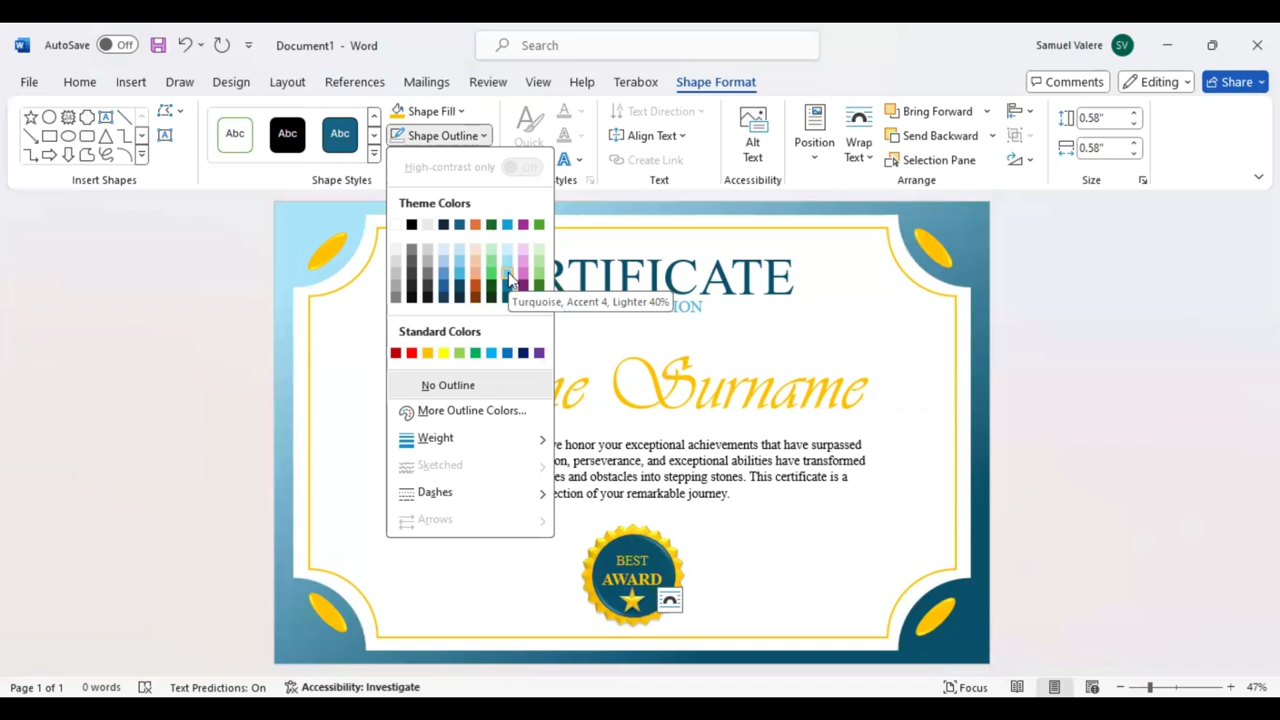 AutoSave Off Document1 - Word Search Samuel Valere SV
File Home Insert Draw Design Layout References Mailings Review View Help Terabox Shape Format Comments Editing Share
Shape Fill Text Direction Bring Forward 0.58"
Abc Abc Abc Shape Outline Quick Align Text Alt Text Position Wrap Text Send Backward 0.58"
Create Link Selection Pane
Insert Shapes Shape Styles Styles Text Accessibility Arrange Size
High-contrast only Off
Theme Colors
Turquoise, Accent 4, Lighter 40%
Standard Colors
No Outline
More Outline Colors...
Weight
Sketched
Dashes
Arrows
RTIFICATE
ION
e Surname
e honor your exceptional achievements that have surpassed
on, perseverance, and exceptional abilities have transformed
es and obstacles into stepping stones. This certificate is a
ection of your remarkable journey.
BEST
AWARD
Page 1 of 1 0 words Text Predictions: On Accessibility: Investigate Focus 47%